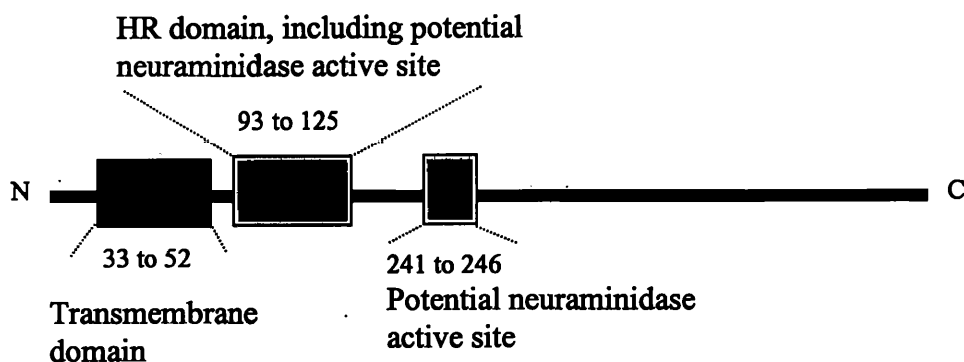 HR domain, including potential
neuraminidase active site
93 to 125
N
C
33 to 52
241 to 246
Transmembrane
domain
Potential neuraminidase
active site